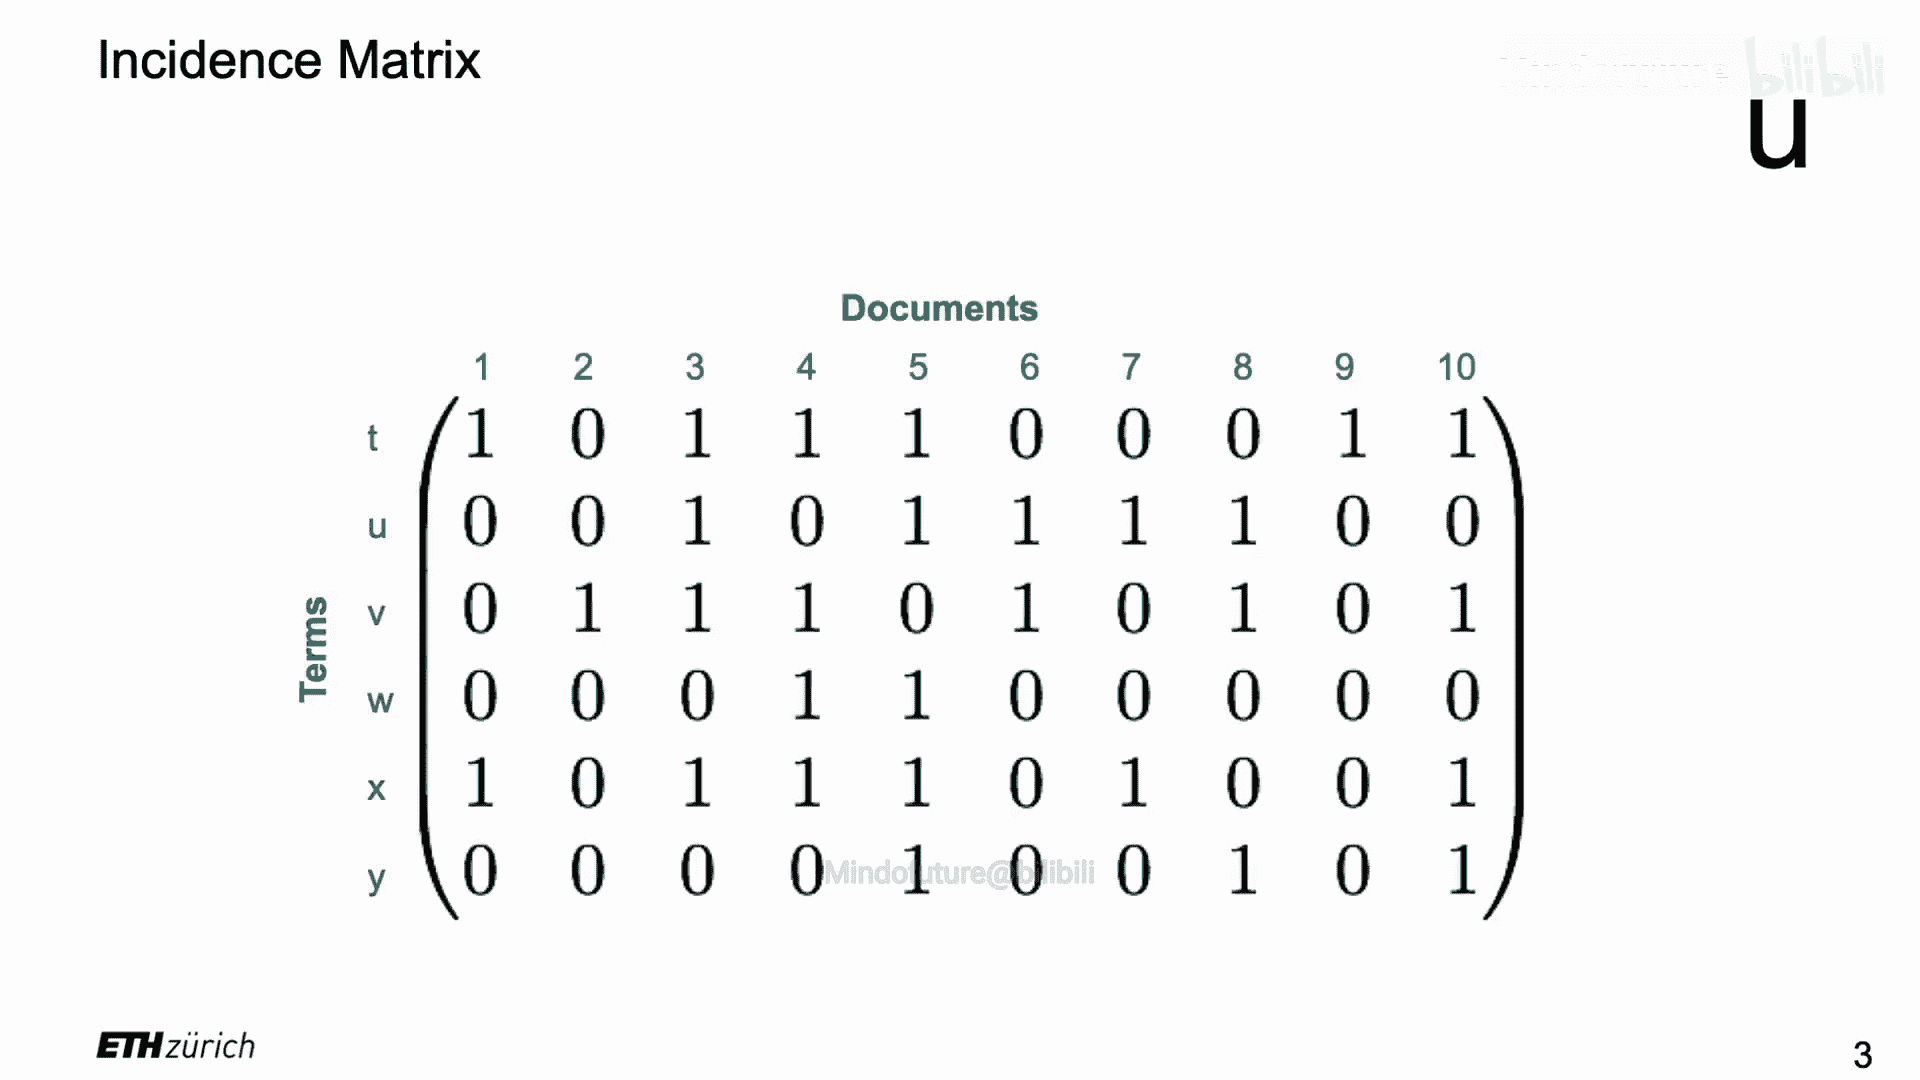 Incidence Matrix
bilibili
u
Documents
1 2 3 4 5 6 7 8 9 10
Terms
t 1 0 1 1 1 0 0 0 1 1
u 0 0 1 0 1 1 1 1 0 0
v 0 1 1 1 0 1 0 1 0 1
w 0 0 0 1 1 0 0 0 0 0
x 1 0 1 1 1 0 1 0 0 1
y 0 0 0 0 1 0 0 1 0 1
Mindofuture@bilibili
ETH zürich
3